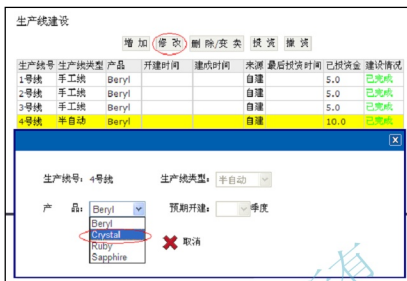 生产线建设
增 加 修 改 删 除/变 卖 投 资 撤 资
生产线号 生产线类型 产品 开建时间 建成时间 来源 最后投资时间 已投资金 建设情况
1号线 手工线 Beryl 自建 5.0 已完成
2号线 手工线 Beryl 自建 5.0 已完成
3号线 手工线 Beryl 自建 5.0 已完成
4号线 半自动 Beryl 自建 10.0 已完成
X
生产线号: 4号线 生产线类型: 半自动
产 品: Beryl 预期开建: 季度
Beryl
Crystal
Ruby
Sapphire
取消
有